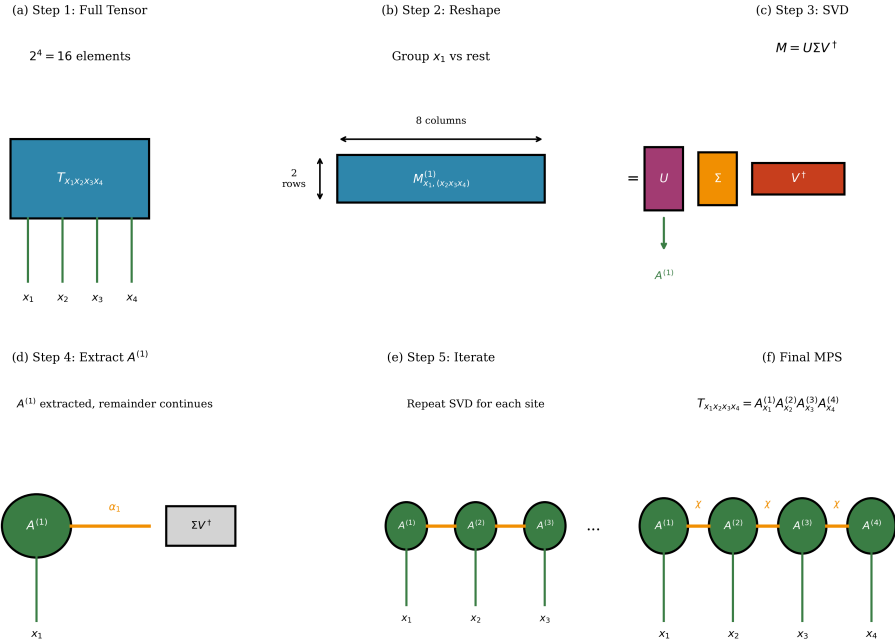 (a) Step 1: Full Tensor
2⁴ = 16 elements
T_{x₁x₂x₃x₄}
x₁ x₂ x₃ x₄
(b) Step 2: Reshape
Group x₁ vs rest
8 columns
2
rows
M^{(1)}_{x₁,(x₂x₃x₄)}
(c) Step 3: SVD
M = UΣV†
= U Σ V†
A⁽¹⁾
(d) Step 4: Extract A⁽¹⁾
A⁽¹⁾ extracted, remainder continues
A⁽¹⁾ α₁ ΣV†
x₁
(e) Step 5: Iterate
Repeat SVD for each site
A⁽¹⁾ A⁽²⁾ A⁽³⁾ ...
x₁ x₂ x₃
(f) Final MPS
T_{x₁x₂x₃x₄} = A^{(1)}_{x₁}A^{(2)}_{x₂}A^{(3)}_{x₃}A^{(4)}_{x₄}
χ χ χ
A⁽¹⁾ A⁽²⁾ A⁽³⁾ A⁽⁴⁾
x₁ x₂ x₃ x₄